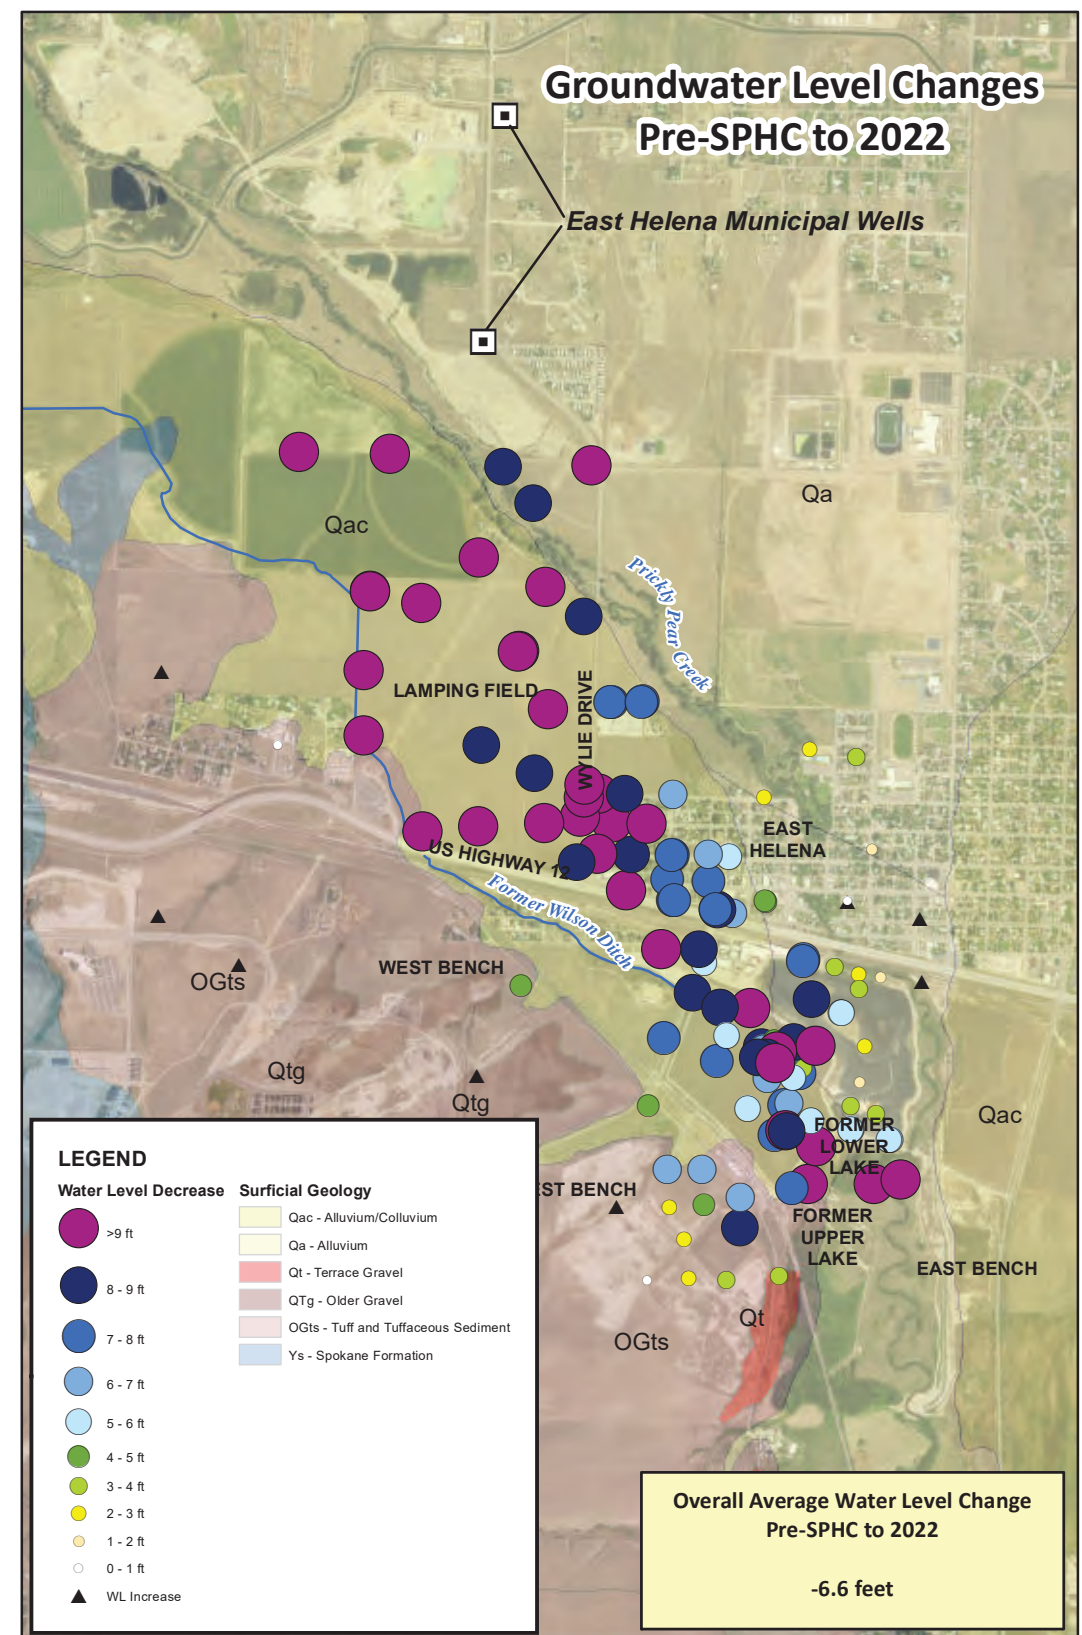 Groundwater Level Changes
Pre-SPHC to 2022
East Helena Municipal Wells
Qa
Qac
Prickly Pear Creek
LAMPING FIELD
WYLIE DRIVE
EAST
HELENA
US HIGHWAY 12
Former Wilson Ditch
WEST BENCH
OGts
Qtg
Qtg
Qac
FORMER
LOWER
LAKE
EST BENCH
FORMER
UPPER
LAKE
EAST BENCH
Qt
OGts
LEGEND
Water Level Decrease
>9 ft
8 - 9 ft
7 - 8 ft
6 - 7 ft
5 - 6 ft
4 - 5 ft
3 - 4 ft
2 - 3 ft
1 - 2 ft
0 - 1 ft
WL Increase
Surficial Geology
Qac - Alluvium/Colluvium
Qa - Alluvium
Qt - Terrace Gravel
QTg - Older Gravel
OGts - Tuff and Tuffaceous Sediment
Ys - Spokane Formation
Overall Average Water Level Change
Pre-SPHC to 2022
-6.6 feet